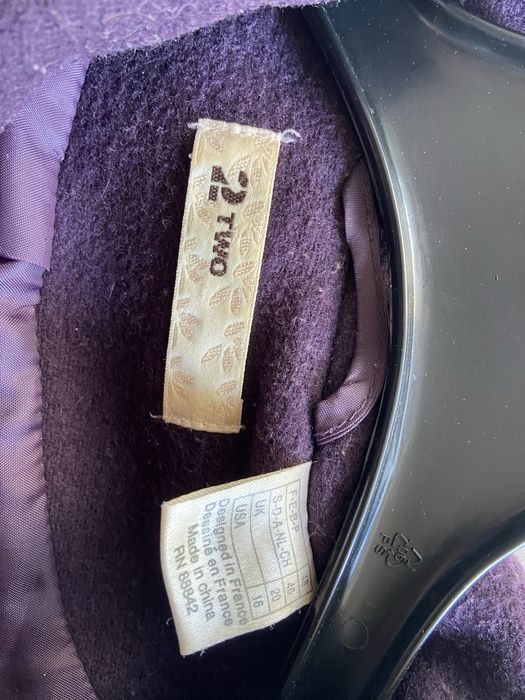 2 TWO
F-E-B-P 48
S-D,A-NL-CH 46
UK 20
USA 16
Designed in France
Dessiné en France
Made in china
RN 86842